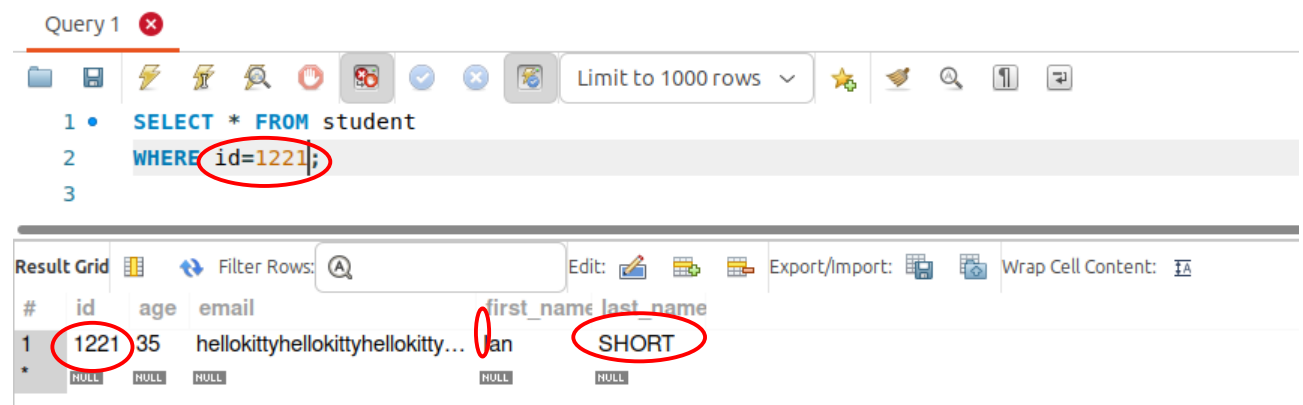 Query 1
Limit to 1000 rows
1 SELECT * FROM student
2 WHERE id=1221;
3
Result Grid Filter Rows: Edit: Export/Import: Wrap Cell Content:
# id age email first_name last_name
1 1221 35 hellokittyhellokittyhellokitty… Ian SHORT
* NULL NULL NULL NULL NULL